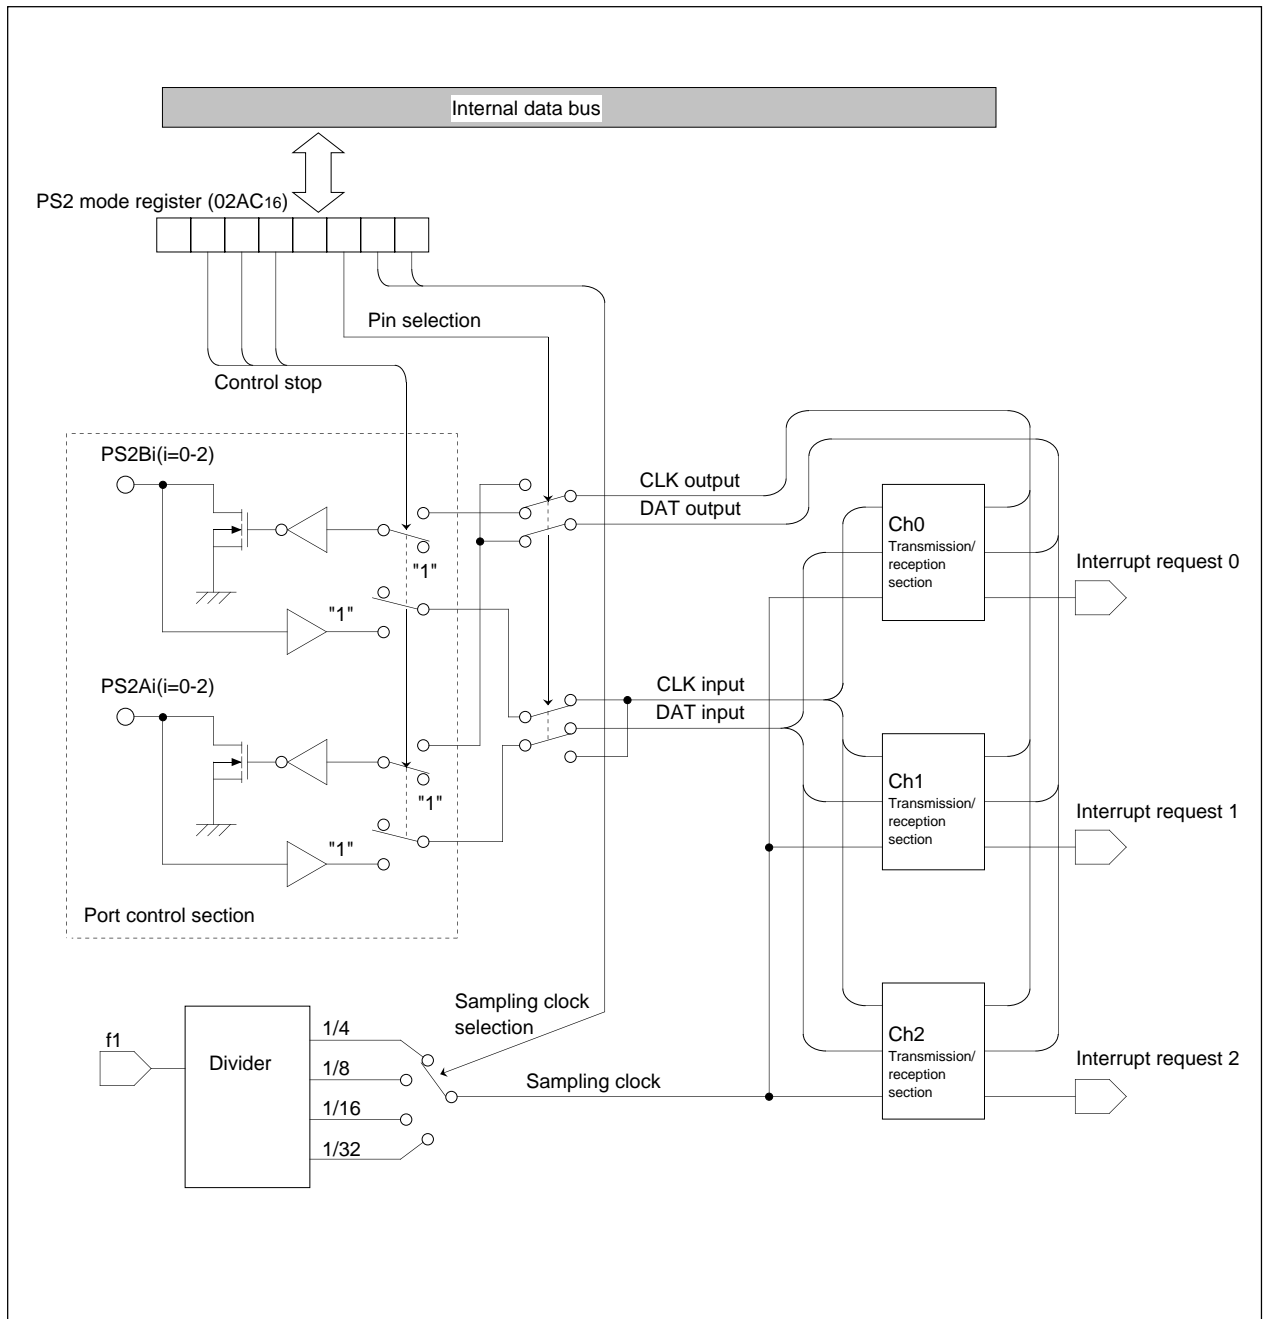 Internal data bus
PS2 mode register (02AC16)
Pin selection
Control stop
PS2Bi(i=0-2)
CLK output
DAT output
"1"
"1"
Ch0
Transmission/
reception
section
Interrupt request 0
PS2Ai(i=0-2)
CLK input
DAT input
"1"
"1"
Ch1
Transmission/
reception
section
Interrupt request 1
Port control section
Sampling clock
selection
f1
Divider
1/4
1/8
1/16
1/32
Sampling clock
Ch2
Transmission/
reception
section
Interrupt request 2